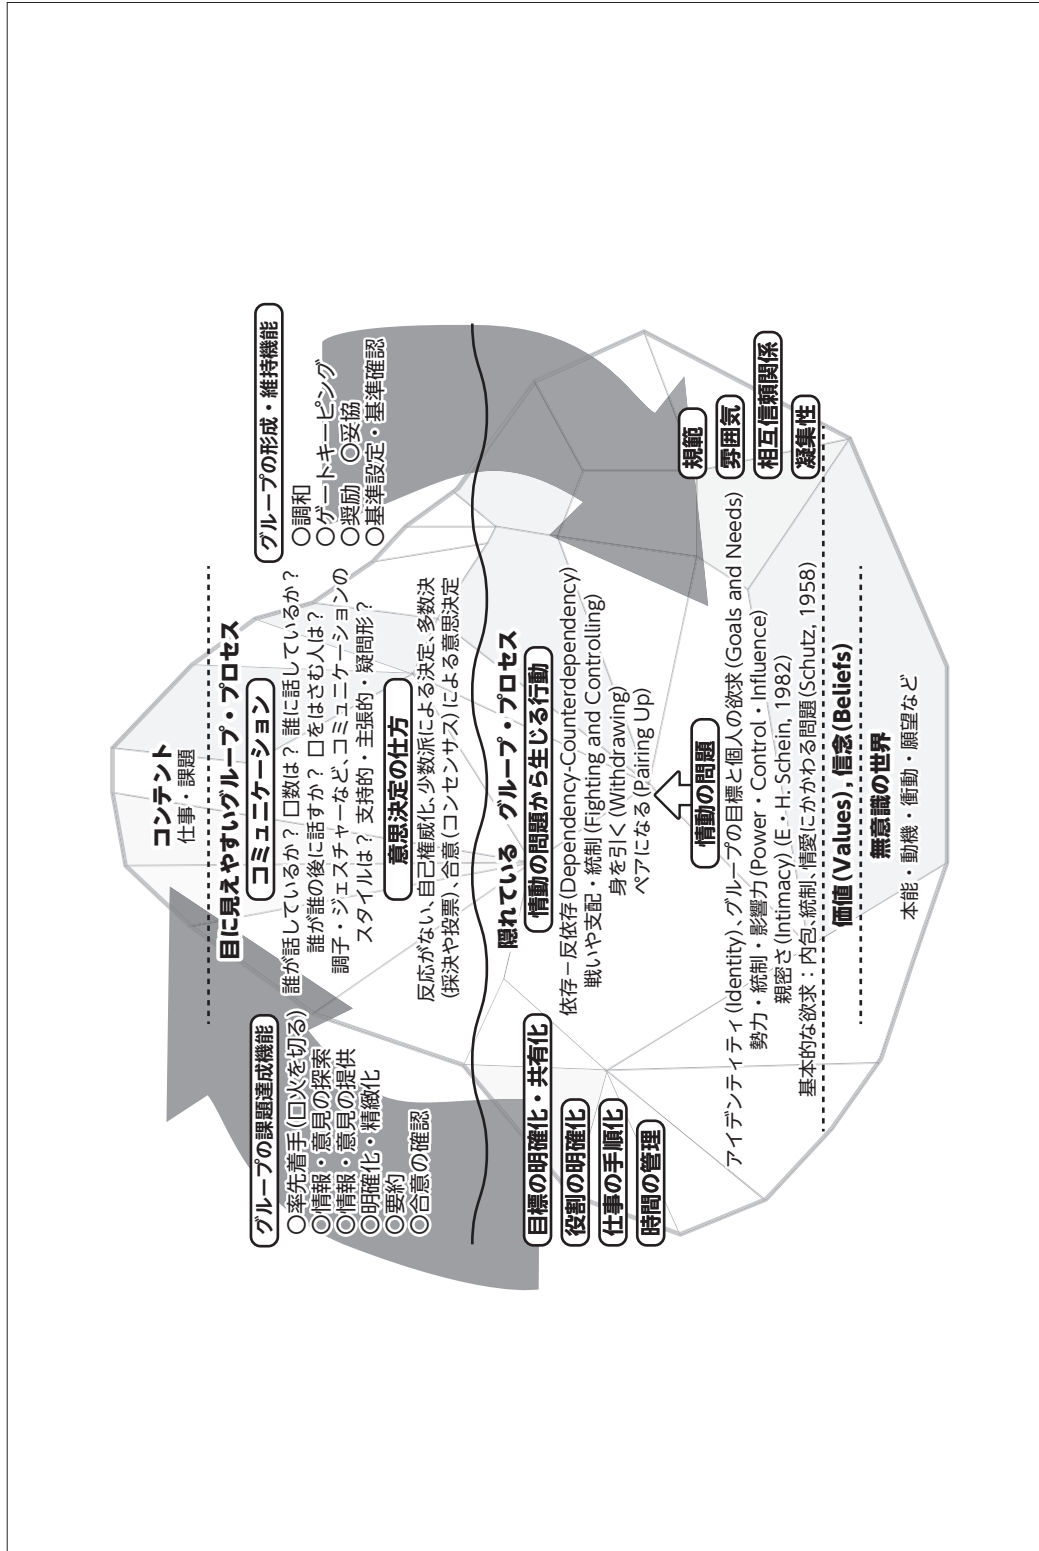 コンテント
仕事・課題
目に見えやすいグループ・プロセス
コミュニケーション
誰が話しているか？ 口数は？ 誰に話しているか？
誰が誰の後に話すか？ 口をはさむ人は？
調子・ジェスチャーなど、コミュニケーションの
スタイルは？ 支持的・主張的・疑問形？
意思決定の仕方
反応がない、自己権威化、少数派による決定、多数決
(採決や投票)、合意(コンセンサス)による意思決定
グループの課題達成機能
○率先着手(口火を切る)
○情報・意見の探索
○情報・意見の提供
○明確化・精緻化
○要約
○合意の確認
グループの形成・維持機能
○調和
○ゲートキーピング
○奨励 ○妥協
○基準設定・基準確認
隠れている グループ・プロセス
情動の問題から生じる行動
依存－反依存(Dependency-Counterdependency)
戦いや支配・統制(Fighting and Controlling)
身を引く(Withdrawing)
ペアになる(Pairing Up)
目標の明確化・共有化
役割の明確化
仕事の手順化
時間の管理
規範
雰囲気
相互信頼関係
凝集性
情動の問題
アイデンティティ(Identity)、グループの目標と個人の欲求(Goals and Needs)
勢力・統制・影響力(Power・Control・Influence)
親密さ(Intimacy)(E・H.Schein, 1982)
基本的な欲求：内包、統制、情愛にかかわる問題(Schutz, 1958)
価値(Values),信念(Beliefs)
無意識の世界
本能・動機・衝動・願望など